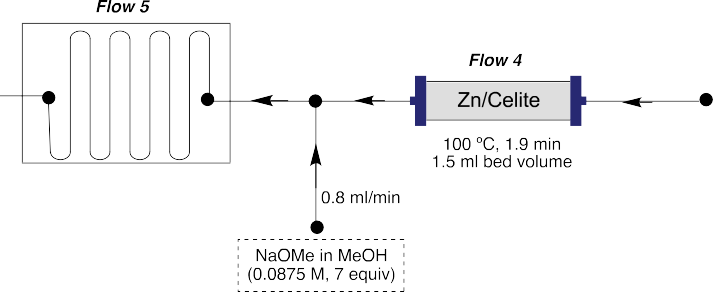 Flow 5
Flow 4
Zn/Celite
100 ºC, 1.9 min
1.5 ml bed volume
0.8 ml/min
NaOMe in MeOH
(0.0875 M, 7 equiv)